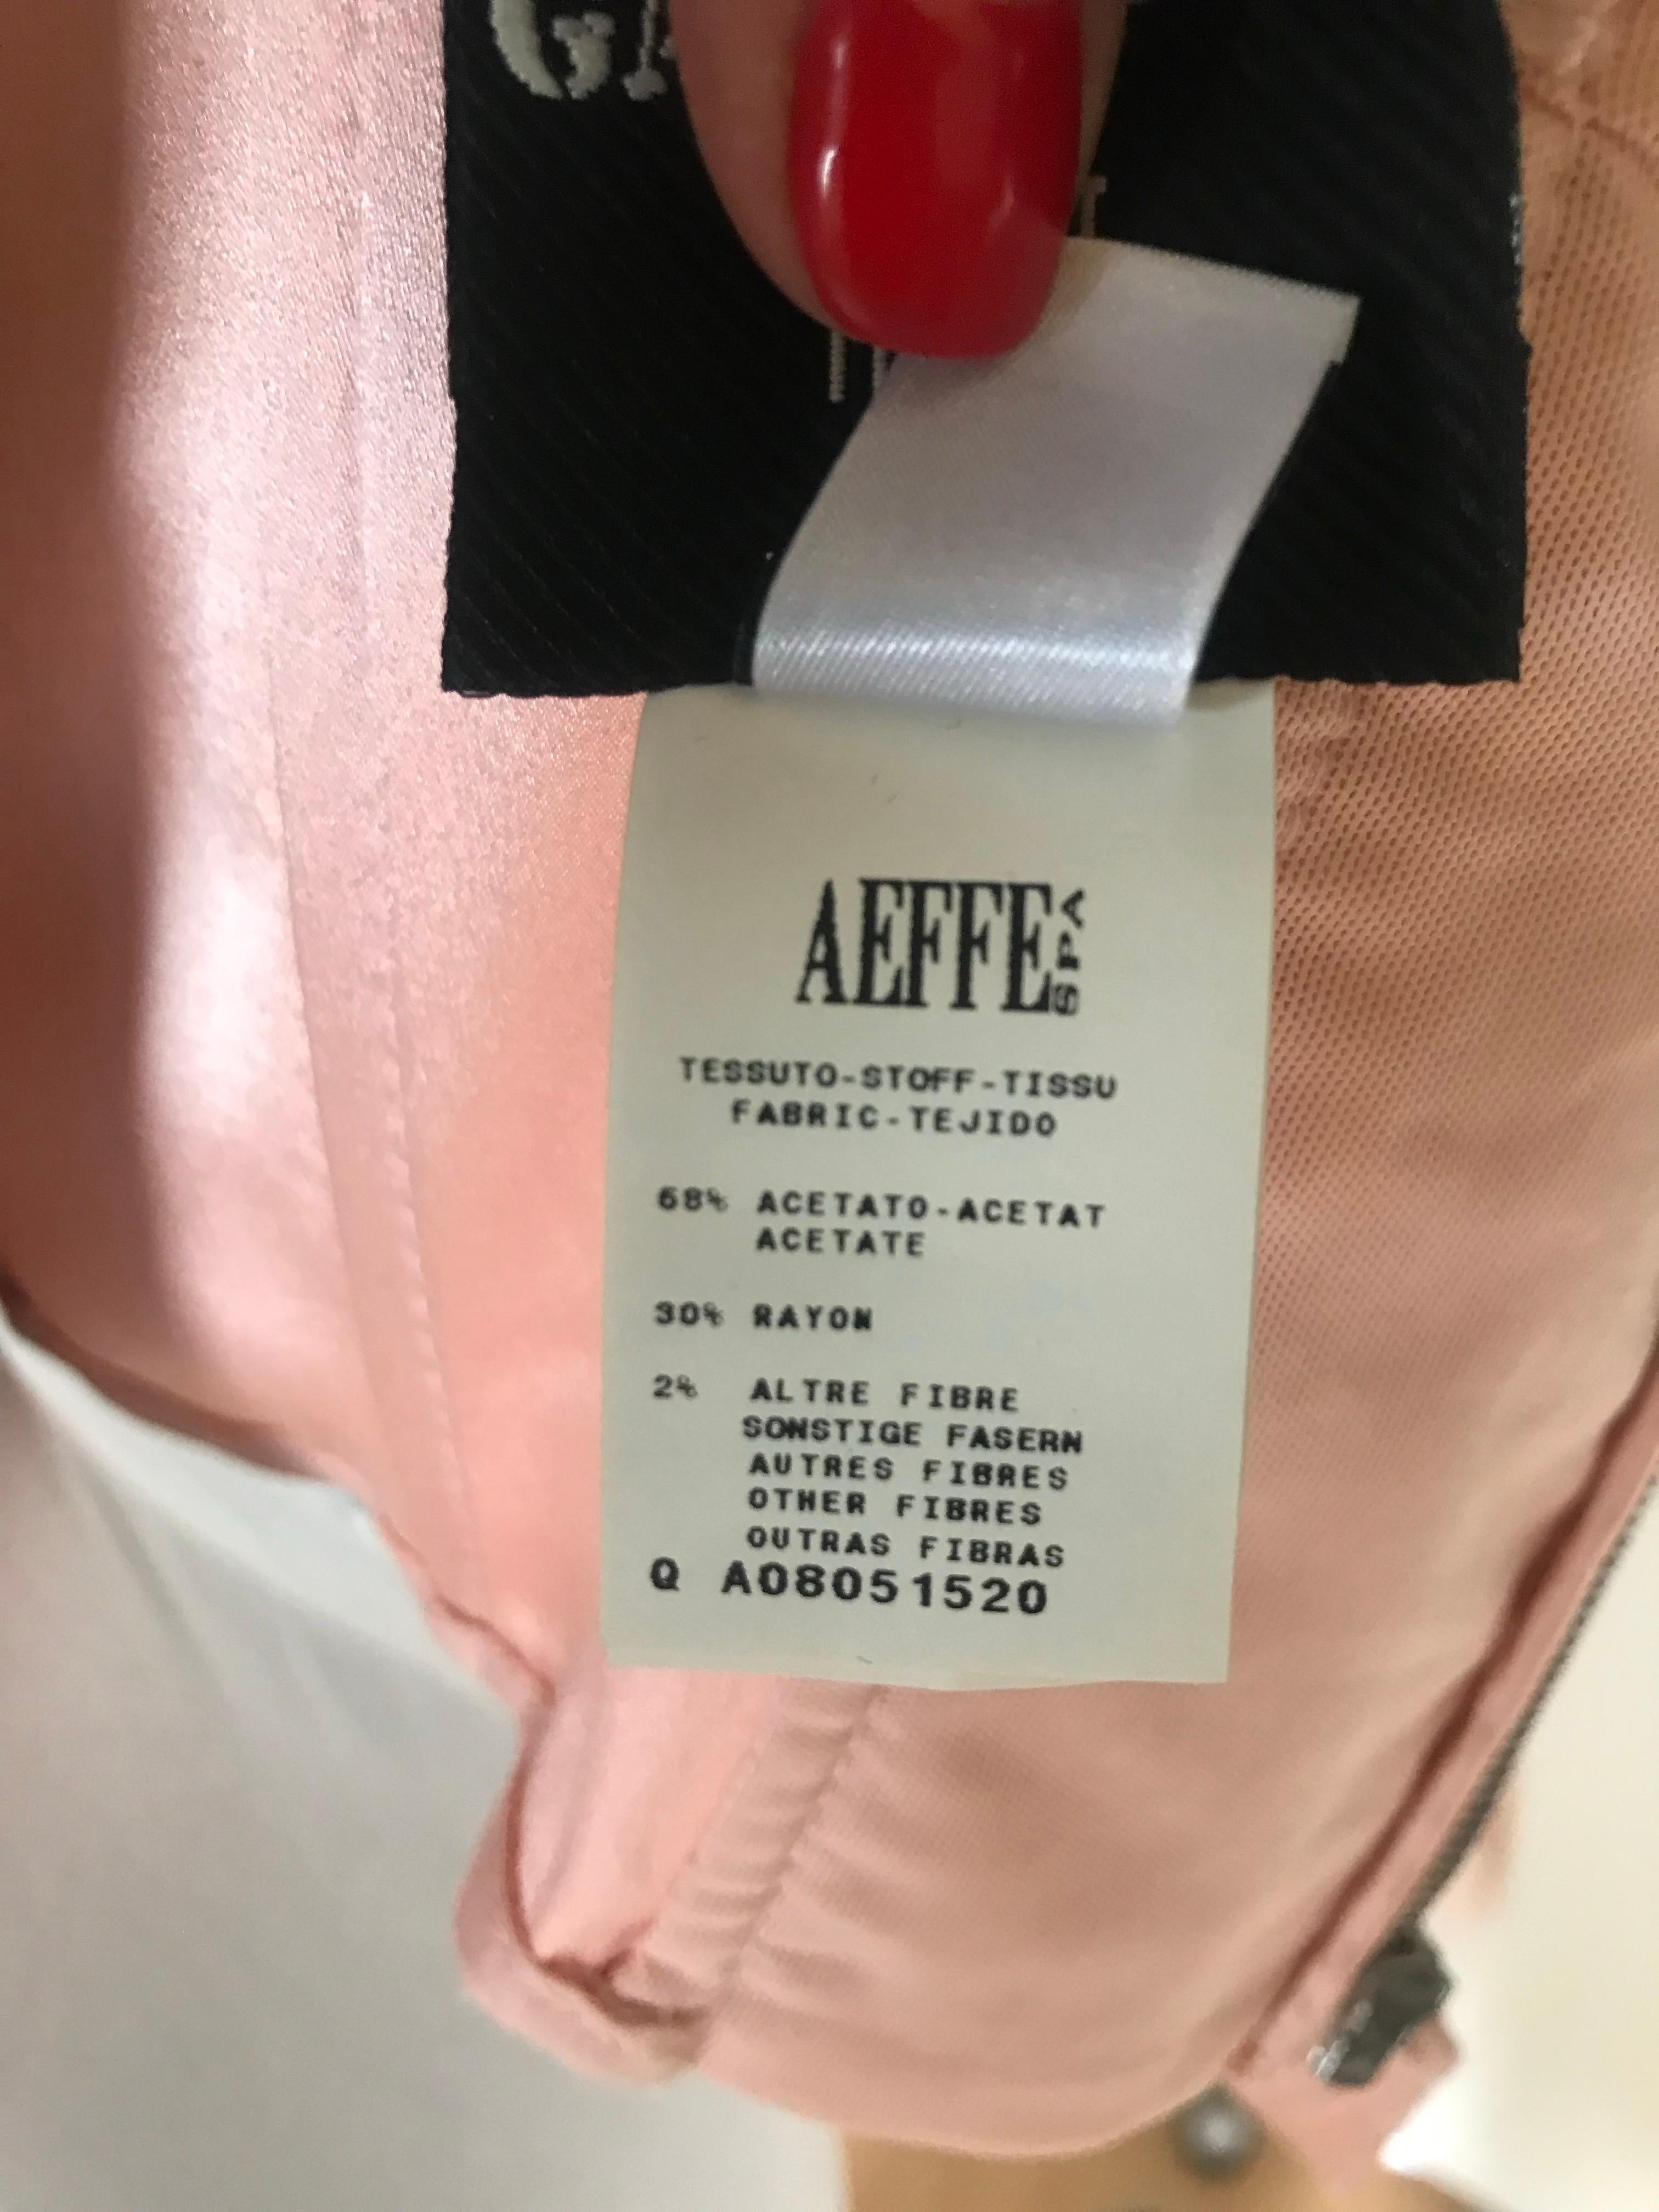 AEFFE SPA
TESSUTO-STOFF-TISSU
FABRIC-TEJIDO
68% ACETATO-ACETAT
ACETATE
30% RAYON
2% ALTRE FIBRE
SONSTIGE FASERN
AUTRES FIBRES
OTHER FIBRES
OUTRAS FIBRAS
Q A08051520